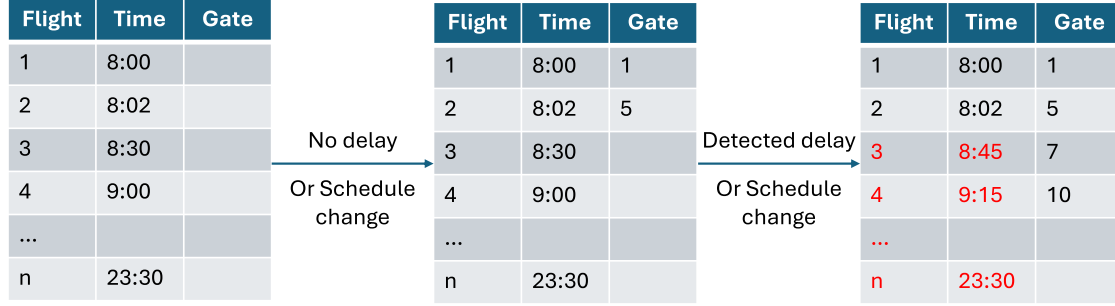 Flight Time Gate
1 8:00
2 8:02
3 8:30
4 9:00
...
n 23:30
No delay
Or Schedule
change
Flight Time Gate
1 8:00 1
2 8:02 5
3 8:30
4 9:00
...
n 23:30
Detected delay
Or Schedule
change
Flight Time Gate
1 8:00 1
2 8:02 5
3 8:45 7
4 9:15 10
...
n 23:30